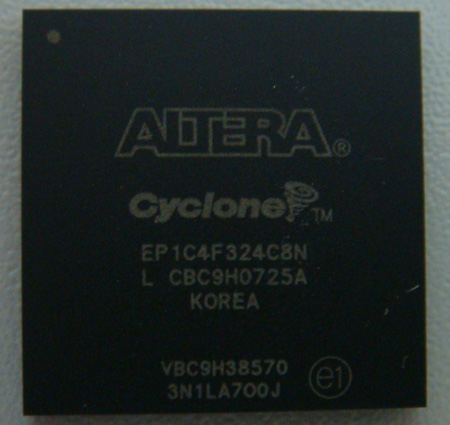 ALTERA®
Cyclone™
EP1C4F324C8N
L CBC9H0725A
KOREA
VBC9H38570
3N1LA700J
e1